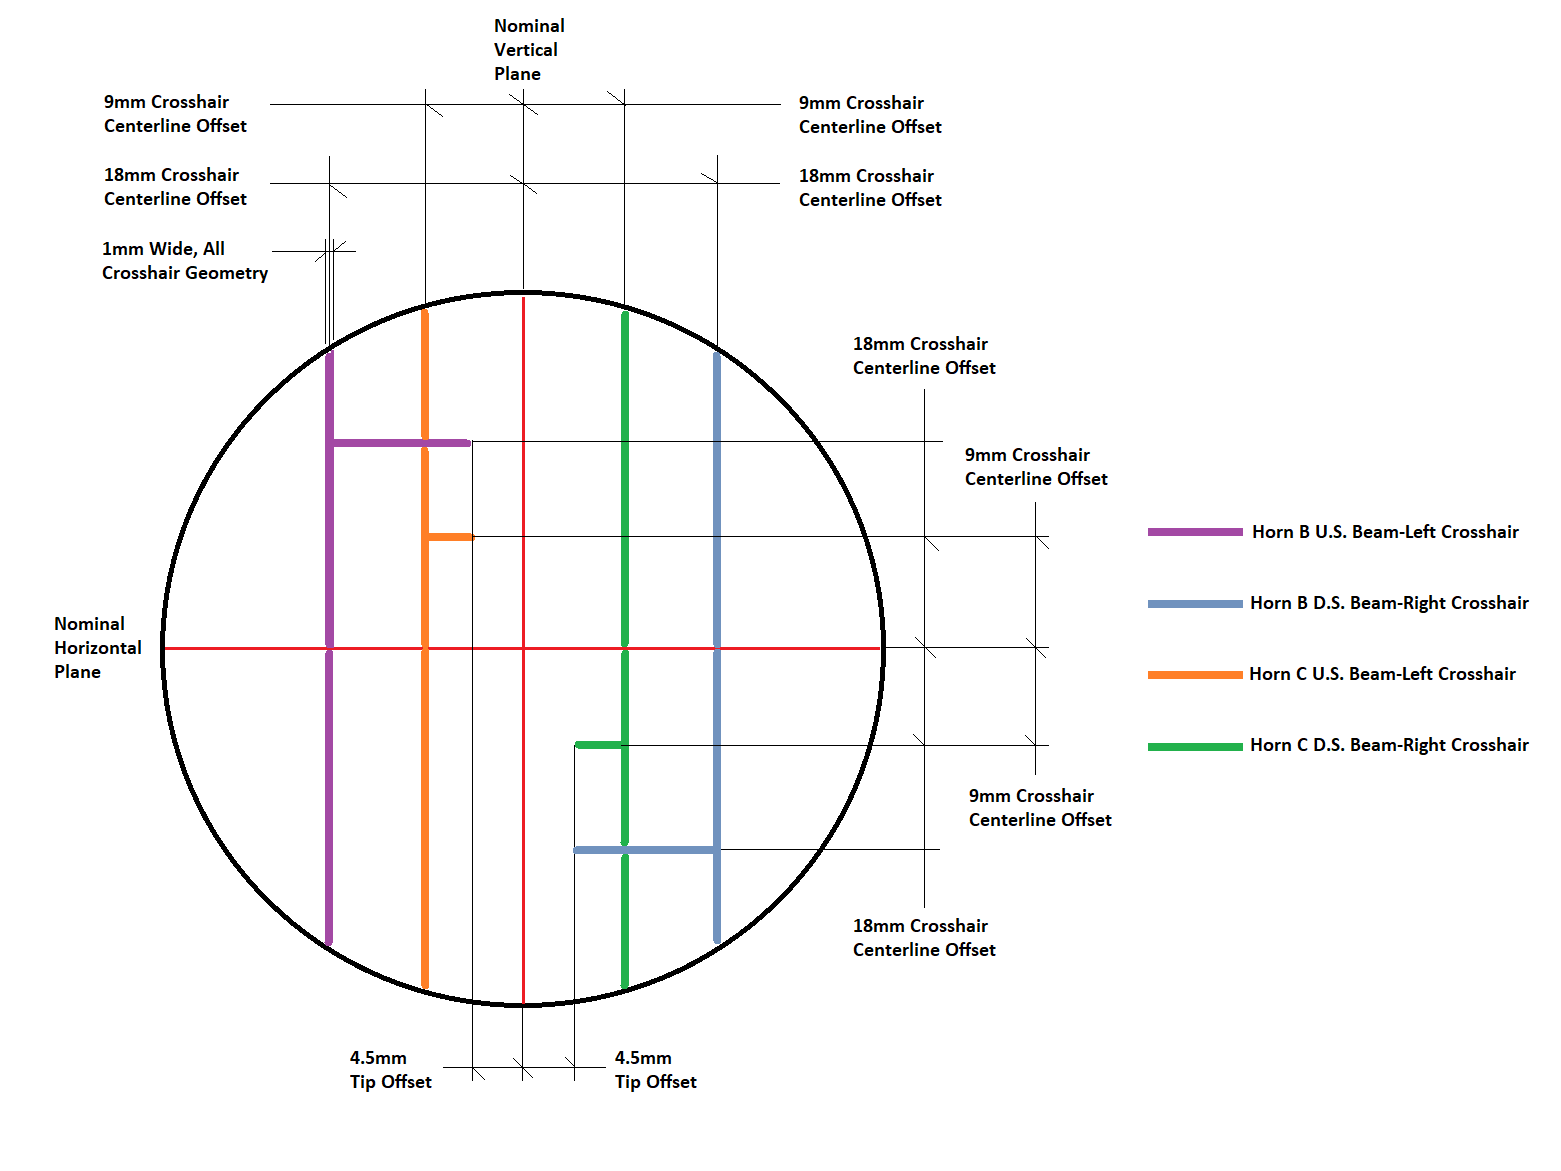 Nominal
Vertical
Plane
9mm Crosshair
Centerline Offset
9mm Crosshair
Centerline Offset
18mm Crosshair
Centerline Offset
18mm Crosshair
Centerline Offset
1mm Wide, All
Crosshair Geometry
18mm Crosshair
Centerline Offset
9mm Crosshair
Centerline Offset
Horn B U.S. Beam-Left Crosshair
Horn B D.S. Beam-Right Crosshair
Nominal
Horizontal
Plane
Horn C U.S. Beam-Left Crosshair
Horn C D.S. Beam-Right Crosshair
9mm Crosshair
Centerline Offset
18mm Crosshair
Centerline Offset
4.5mm
Tip Offset
4.5mm
Tip Offset